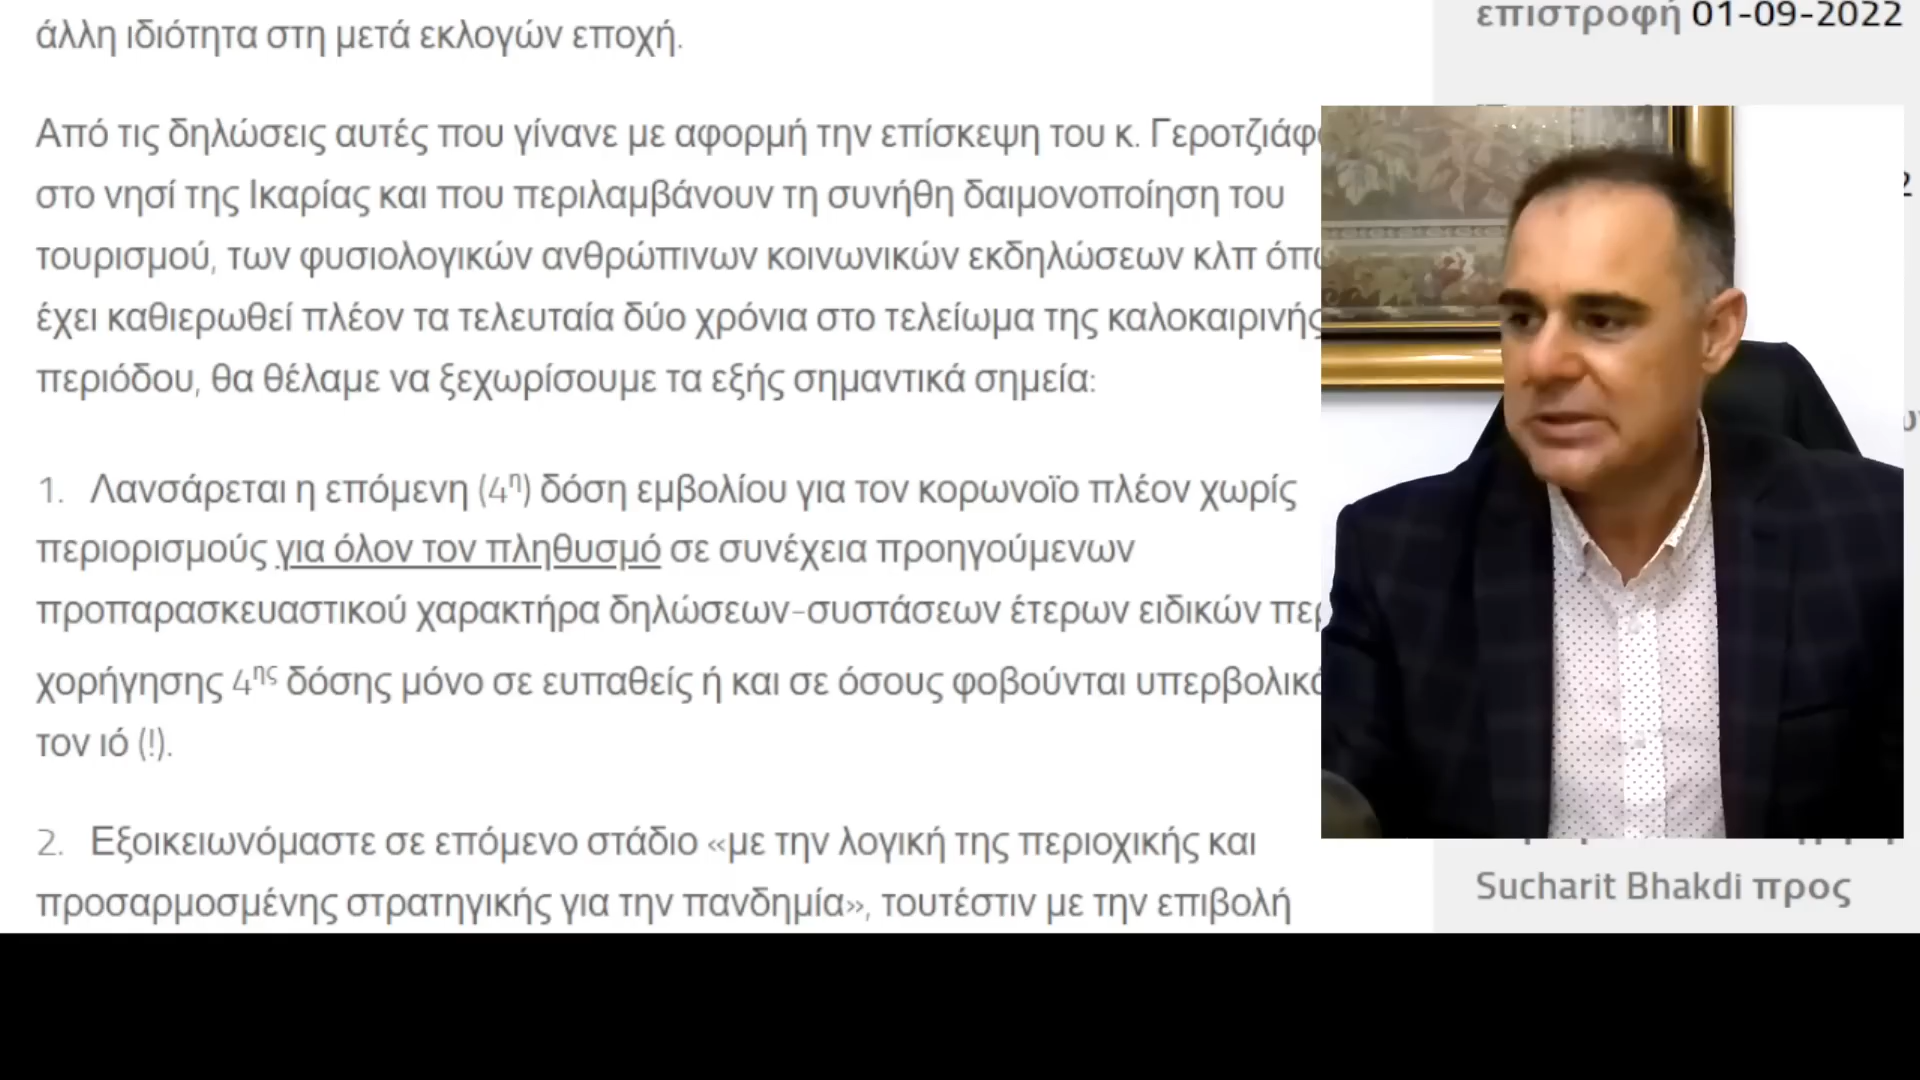 άλλη ιδιότητα στη μετά εκλογών εποχή.
Από τις δηλώσεις αυτές που γίνανε με αφορμή την επίσκεψη του κ.
στο νησί της Ικαρίας και που περιλαμβάνουν τη συνήθη δαιμονοποίηση του
τουρισμού, των φυσιολογικών ανθρώπινων κοινωνικών εκδηλώσεων κλπ
έχει καθιερωθεί πλέον τα τελευταία δύο χρόνια στο τελείωμα της καλοκαιρινής
περιόδου, θα θέλαμε να ξεχωρίσουμε τα εξής σημαντικά σημεία:
1. Λανσάρεται η επόμενη (4η) δόση εμβολίου για τον κορωνοϊο πλέον χωρίς
περιορισμούς για όλον τον πληθυσμό σε συνέχεια προηγούμενων
προπαρασκευαστικού χαρακτήρα δηλώσεων-συστάσεων έτερων ειδικών
χορήγησης 4ης δόσης μόνο σε ευπαθείς ή και σε όσους φοβούνται
τον ιό (!).
2. Εξοικειωνόμαστε σε επόμενο στάδιο «με την λογική της περιοχικής και
προσαρμοσμένης στρατηγικής για την πανδημία», τουτέστιν με την επιβολή
επιστροφή 01-09-2022
Sucharit Bhakdi προς